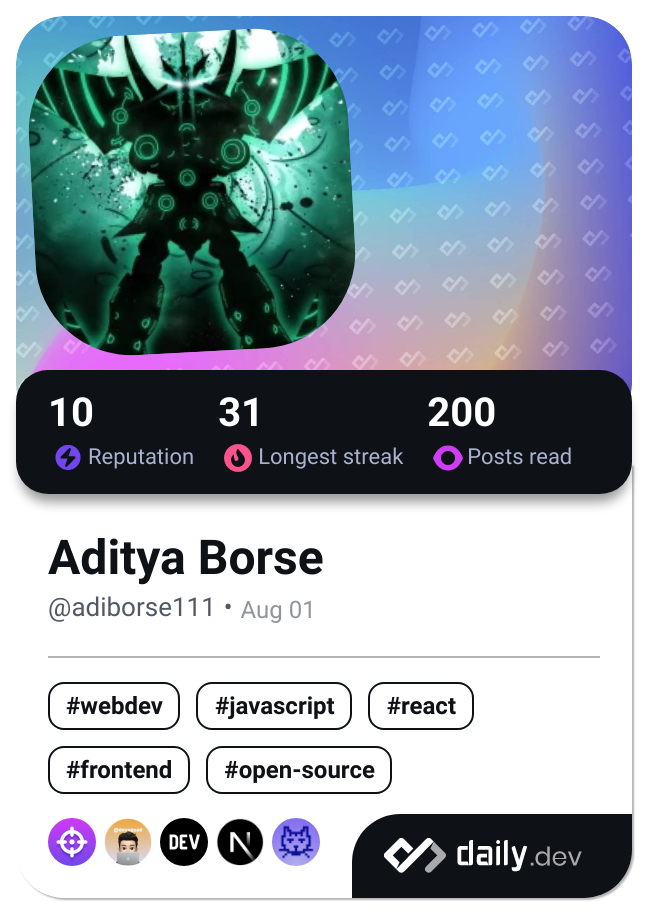 10 31 200
Reputation Longest streak Posts read
Aditya Borse
@adiborse111 • Aug 01
#webdev #javascript #react
#frontend #open-source
DEV N
daily.dev